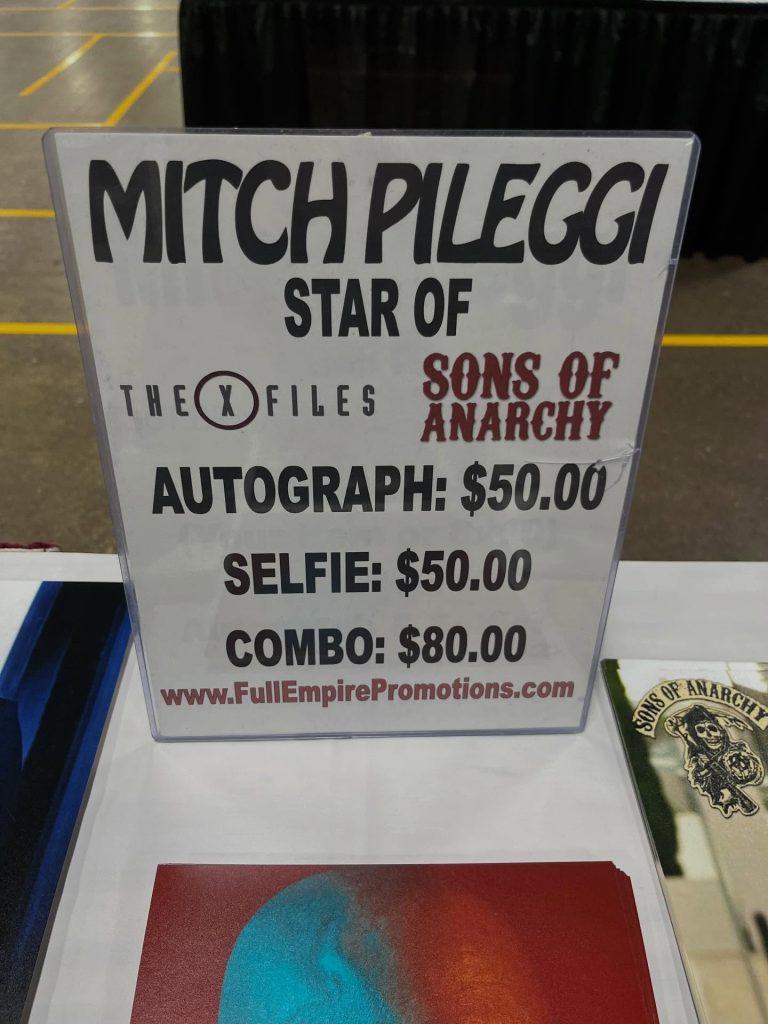 MITCH PILEGGI
STAR OF
THE X FILES
SONS OF
ANARCHY
AUTOGRAPH: $50.00
SELFIE: $50.00
COMBO: $80.00
www.FullEmpirePromotions.com
SONS OF ANARCHY